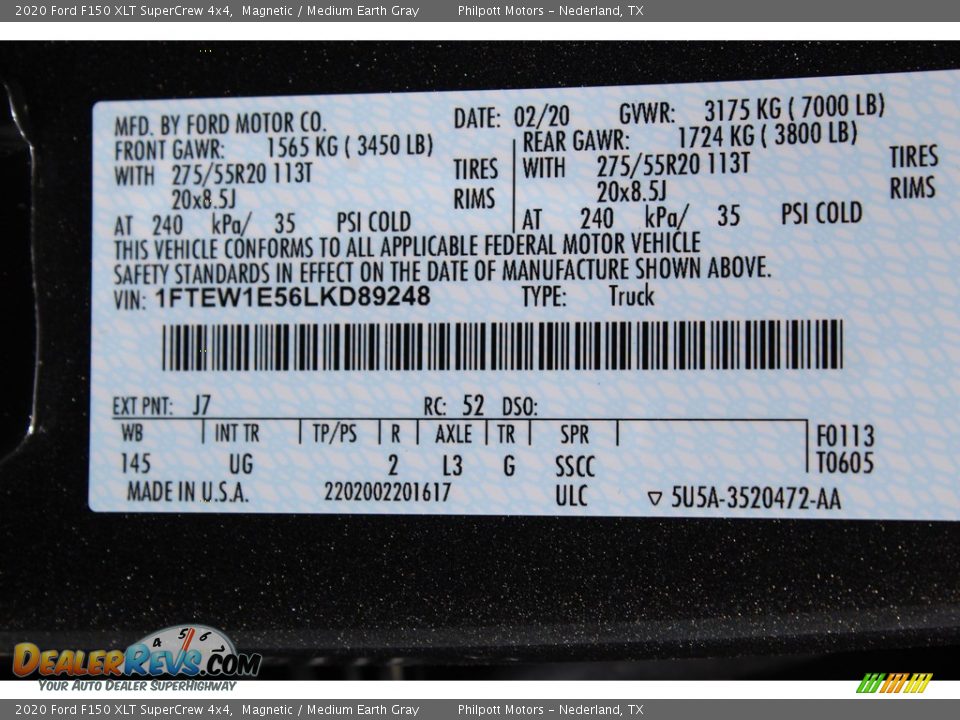 2020 Ford F150 XLT SuperCrew 4x4, Magnetic / Medium Earth Gray Philpott Motors - Nederland, TX
MFD. BY FORD MOTOR CO. DATE: 02/20 GVWR: 3175 KG ( 7000 LB)
FRONT GAWR: 1565 KG ( 3450 LB) REAR GAWR: 1724 KG ( 3800 LB)
WITH 275/55R20 113T TIRES WITH 275/55R20 113T TIRES
20x8.5J RIMS 20x8.5J RIMS
AT 240 kPa/ 35 PSI COLD AT 240 kPa/ 35 PSI COLD
THIS VEHICLE CONFORMS TO ALL APPLICABLE FEDERAL MOTOR VEHICLE
SAFETY STANDARDS IN EFFECT ON THE DATE OF MANUFACTURE SHOWN ABOVE.
VIN: 1FTEW1E56LKD89248 TYPE: Truck
EXT PNT: J7 RC: 52 DSO:
WB INT TR TP/PS R AXLE TR SPR F0113
145 UG 2 L3 G SSCC T0605
MADE IN U.S.A. 2202002201617 ULC ▽ 5U5A-3520472-AA
4 5 6
DEALERREVS.COM
YOUR AUTO DEALER SUPERHIGHWAY
2020 Ford F150 XLT SuperCrew 4x4, Magnetic / Medium Earth Gray Philpott Motors - Nederland, TX